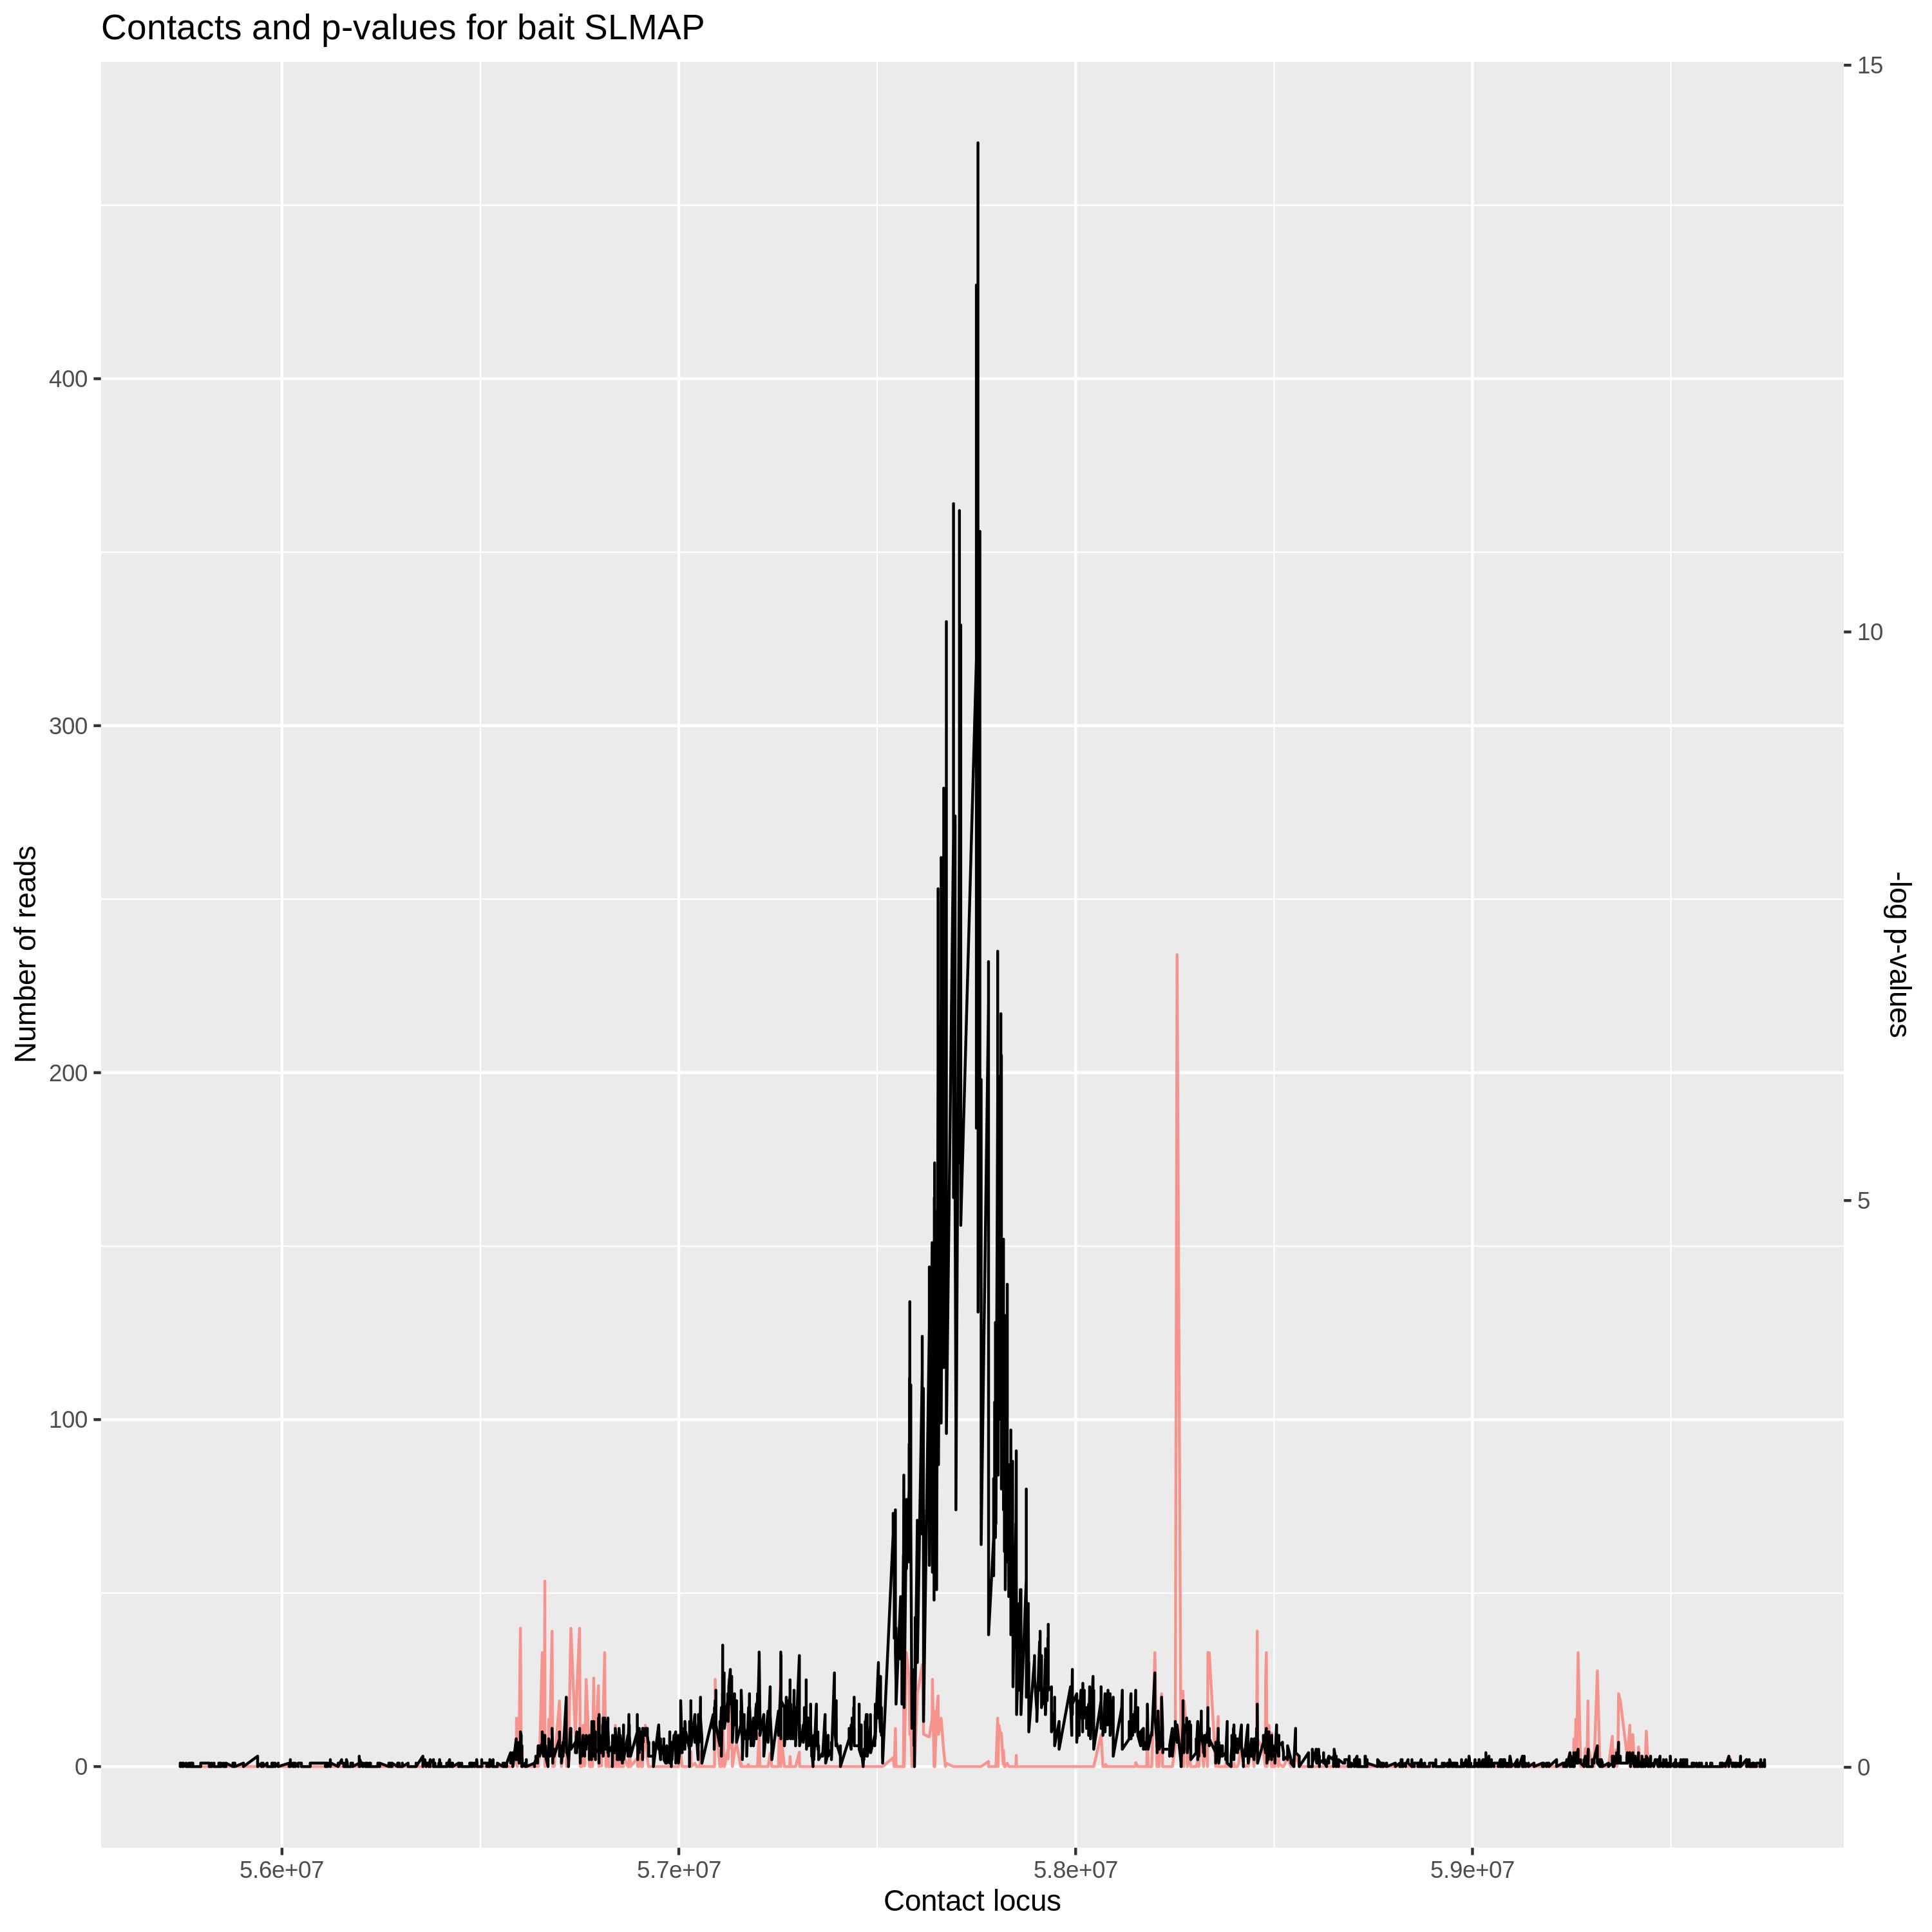 Contacts and p-values for bait SLMAP
15
400
10
300
Number of reads
-log p-values
200
5
100
0
0
5.6e+07
5.7e+07
5.8e+07
5.9e+07
Contact locus